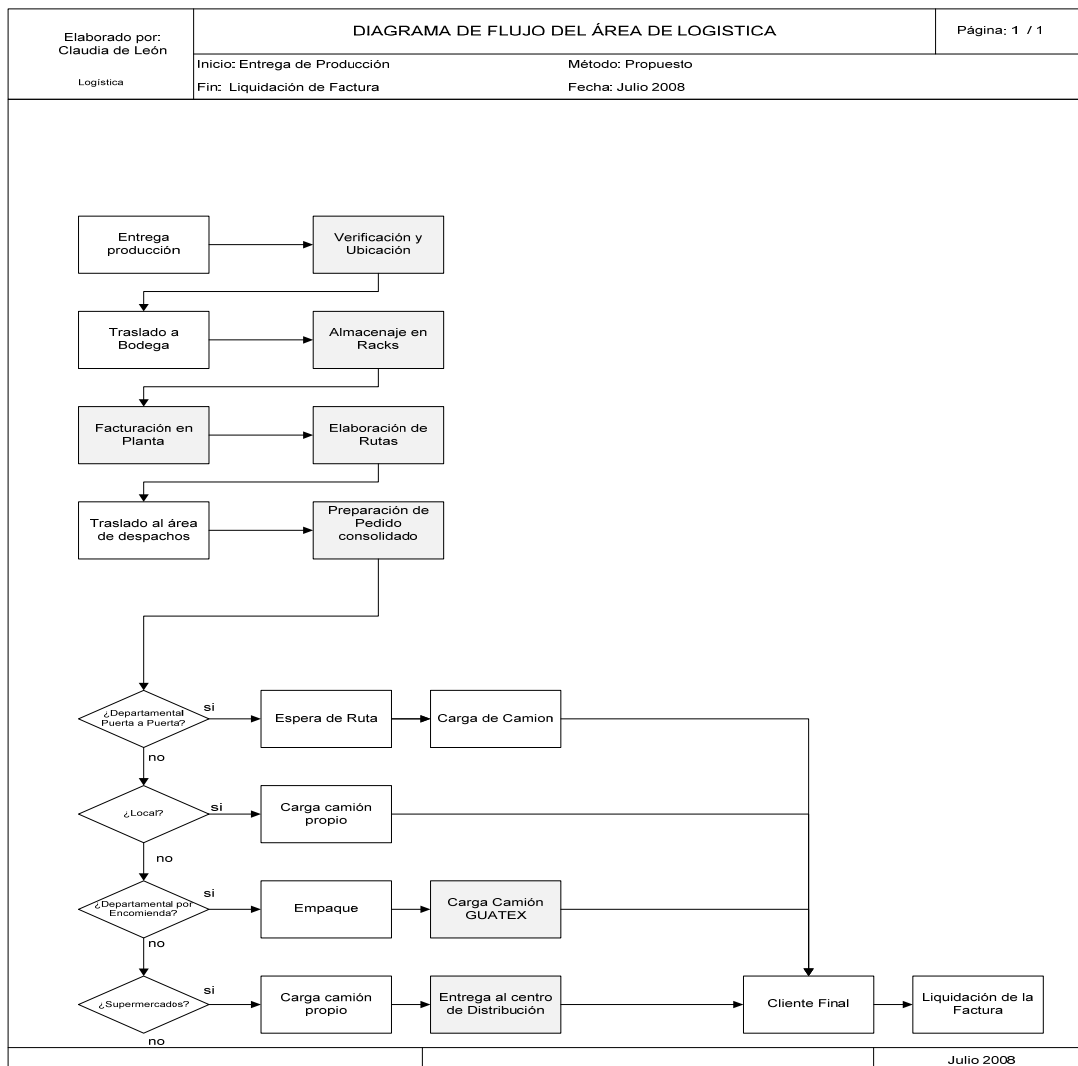 Elaborado por:
Claudia de León
Logística
DIAGRAMA DE FLUJO DEL ÁREA DE LOGISTICA
Página: 1 / 1
Inicio: Entrega de Producción
Método: Propuesto
Fin: Liquidación de Factura
Fecha: Julio 2008
Entrega
producción
Verificación y
Ubicación
Traslado a
Bodega
Almacenaje en
Racks
Facturación en
Planta
Elaboración de
Rutas
Traslado al área
de despachos
Preparación de
Pedido
consolidado
¿Departamental
Puerta a Puerta?
si
Espera de Ruta
Carga de Camion
no
¿Local?
si
Carga camión
propio
no
¿Departamental por
Encomienda?
si
Empaque
Carga Camión
GUATEX
no
¿Supermercados?
si
Carga camión
propio
Entrega al centro
de Distribución
Cliente Final
Liquidación de la
Factura
no
Julio 2008